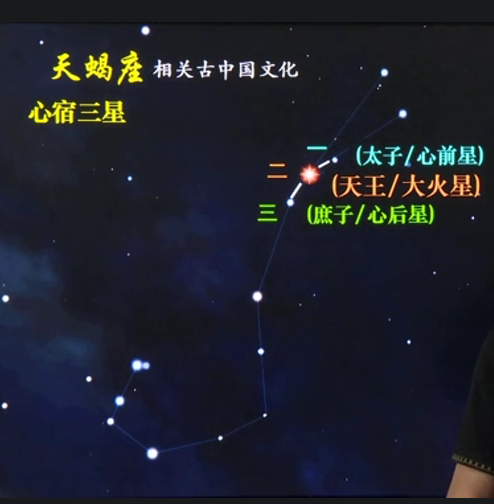 天蝎座 相关古中国文化
心宿三星
一 (太子/心前星)
二 (天王/大火星)
三 (庶子/心后星)